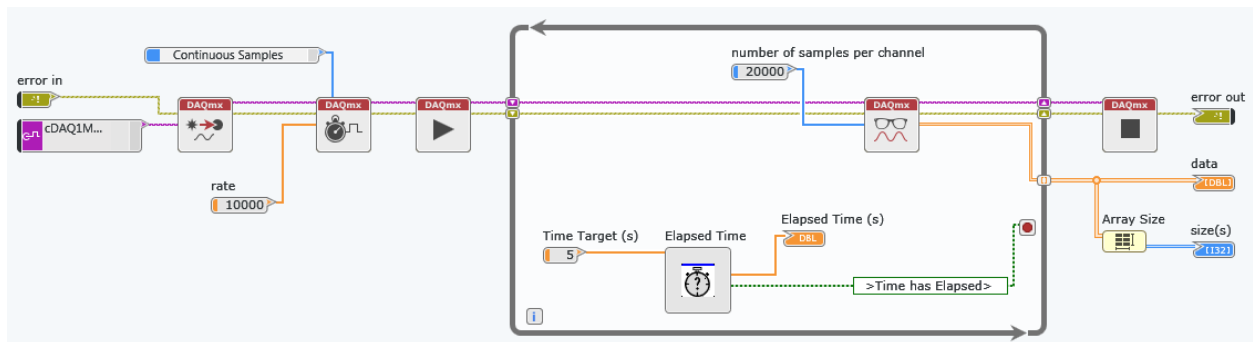 Continuous Samples
number of samples per channel
20000
error in
DAQmx
DAQmx
DAQmx
DAQmx
DAQmx
error out
cDAQ1M...
rate
10000
data
[DBL]
Time Target (s)
5
Elapsed Time
Elapsed Time (s)
DBL
Array Size
size(s)
[I32]
>Time has Elapsed>
?
i